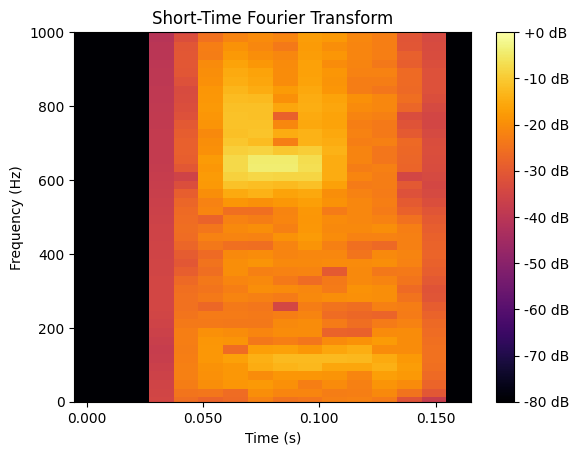 Short-Time Fourier Transform
1000
800
600
400
200
0
Frequency (Hz)
0.000
0.050
0.100
0.150
Time (s)
+0 dB
-10 dB
-20 dB
-30 dB
-40 dB
-50 dB
-60 dB
-70 dB
-80 dB